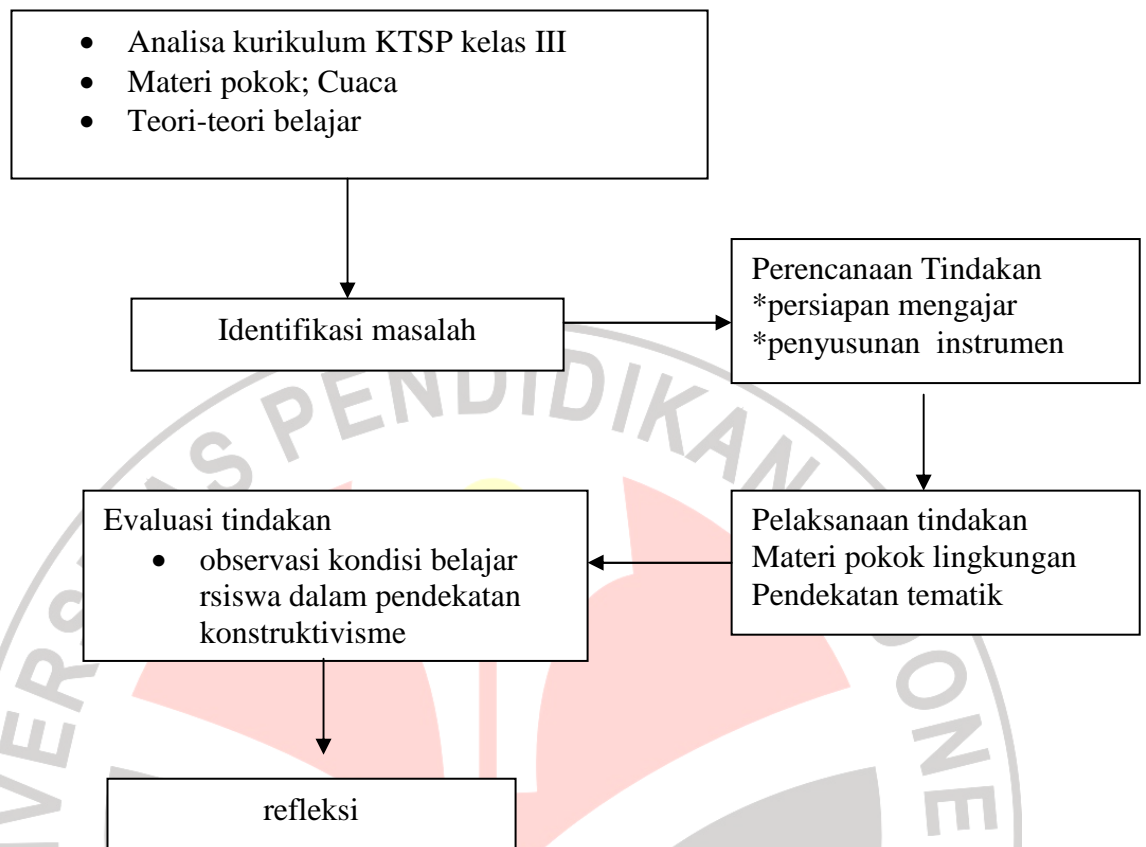 • Analisa kurikulum KTSP kelas III
• Materi pokok; Cuaca
• Teori-teori belajar
Identifikasi masalah
Perencanaan Tindakan
*persiapan mengajar
*penyusunan instrumen
Pelaksanaan tindakan
Materi pokok lingkungan
Pendekatan tematik
Evaluasi tindakan
• observasi kondisi belajar
rsiswa dalam pendekatan
konstruktivisme
refleksi
PENDIDIKAN